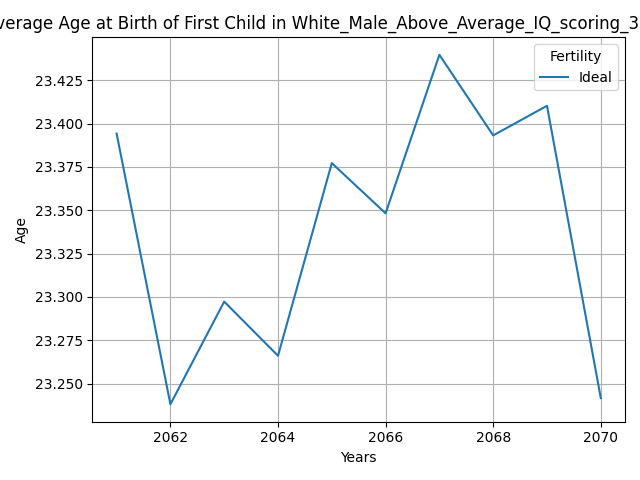 verage Age at Birth of First Child in White_Male_Above_Average_IQ_scoring_3
Fertility
Ideal
23.425
23.400
23.375
23.350
23.325
23.300
23.275
23.250
Age
2062 2064 2066 2068 2070
Years